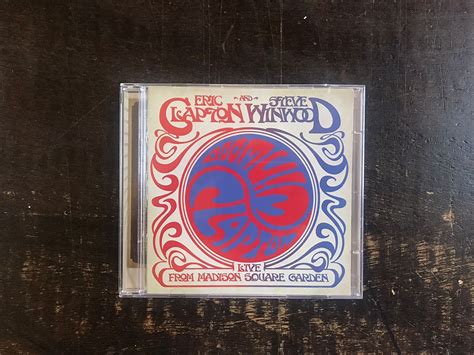 ERIC AND STEVE
CLAPTON WINWOOD
LIVE
FROM MADISON SQUARE GARDEN